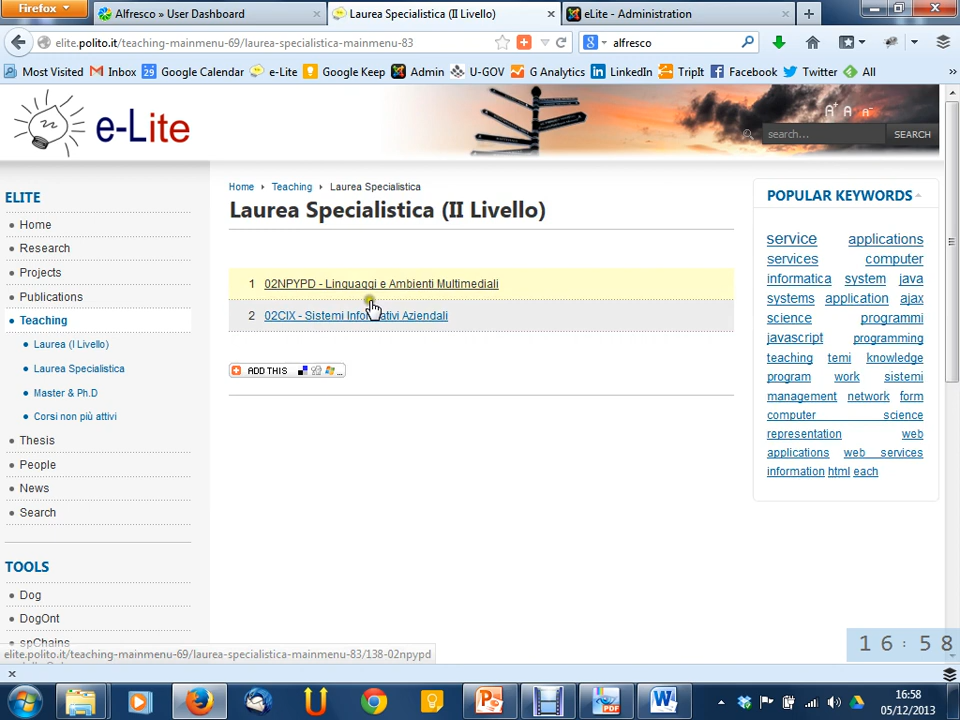 Firefox
Alfresco » User Dashboard
Laurea Specialistica (II Livello)
eLite - Administration
elite.polito.it/teaching-mainmenu-69/laurea-specialistica-mainmenu-83
alfresco
Most Visited
Inbox
Google Calendar
e-Lite
Google Keep
Admin
U-GOV
G Analytics
LinkedIn
TripIt
Facebook
Twitter
All
e-Lite
A+ A A-
search...
SEARCH
ELITE
Home
Research
Projects
Publications
Teaching
Laurea (I Livello)
Laurea Specialistica
Master & Ph.D
Corsi non più attivi
Thesis
People
News
Search
TOOLS
Dog
DogOnt
spChains
Home Teaching Laurea Specialistica
Laurea Specialistica (II Livello)
1 02NPYPD - Linguaggi e Ambienti Multimediali
2 02CIX - Sistemi Informativi Aziendali
ADD THIS
POPULAR KEYWORDS
service applications
services computer
informatica system java
systems application ajax
science programmi
javascript programming
teaching temi knowledge
program work sistemi
management network form
computer science
representation web
applications web services
information html each
16:58
elite.polito.it/teaching-mainmenu-69/laurea-specialistica-mainmenu-83/138-02npypd
16:58
05/12/2013